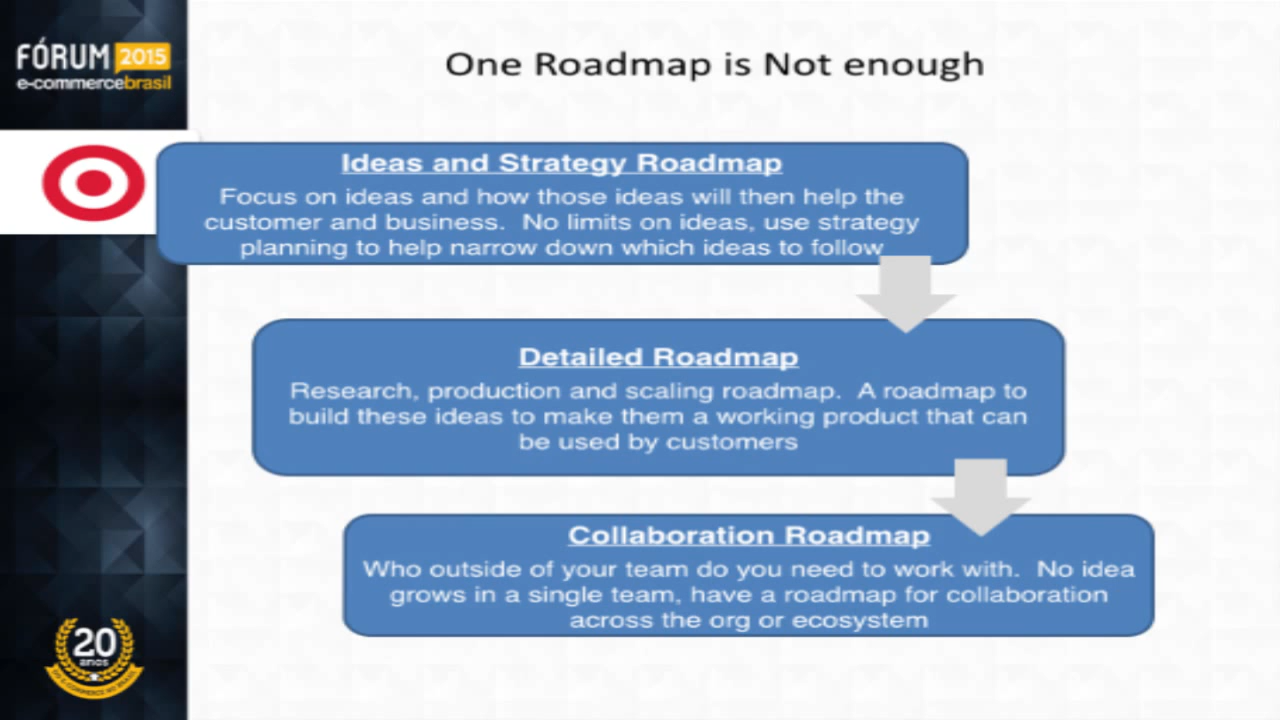 FÓRUM 2015
e-commercebrasil
One Roadmap is Not enough
Ideas and Strategy Roadmap
Focus on ideas and how those ideas will then help the
customer and business.  No limits on ideas, use strategy
planning to help narrow down which ideas to follow
Detailed Roadmap
Research, production and scaling roadmap.  A roadmap to
build these ideas to make them a working product that can
be used by customers
Collaboration Roadmap
Who outside of your team do you need to work with.  No idea
grows in a single team, have a roadmap for collaboration
across the org or ecosystem
20
anos
DO E-COMMERCE NO BRASIL